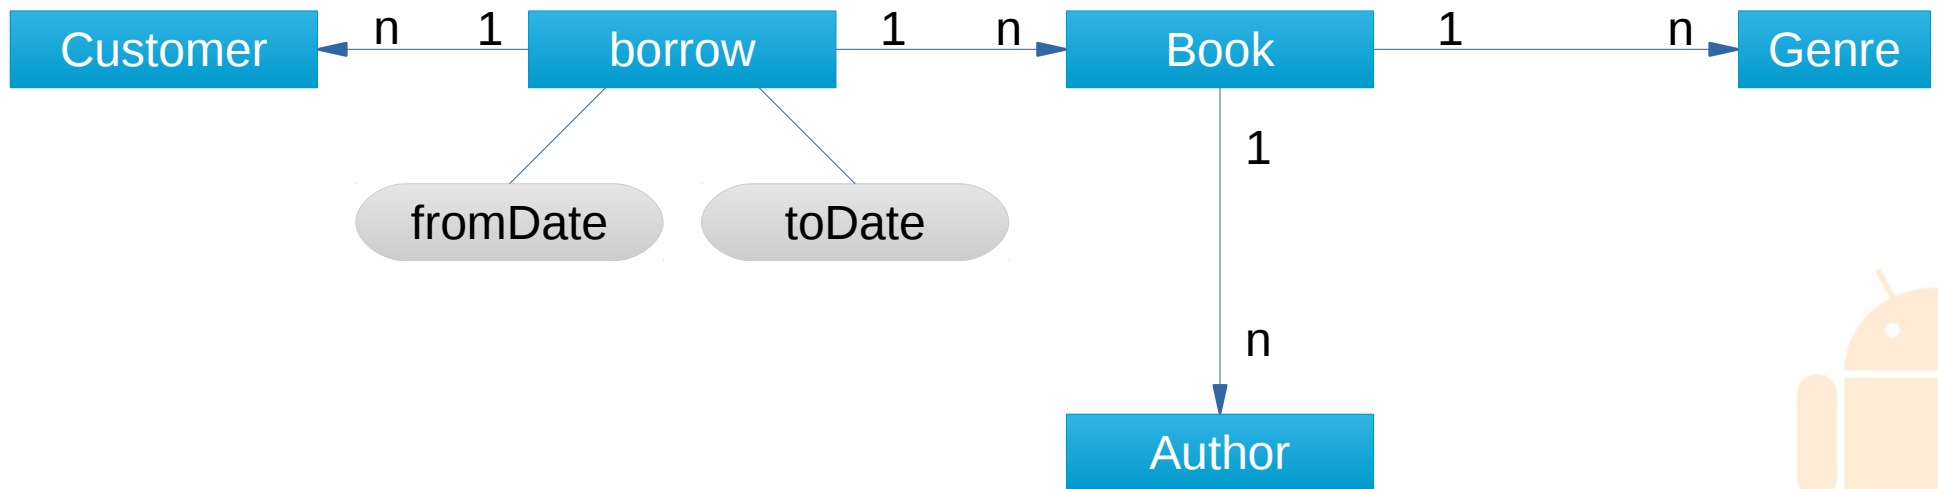 Customer n 1 borrow 1 n Book 1 n Genre
1
fromDate toDate
n
Author